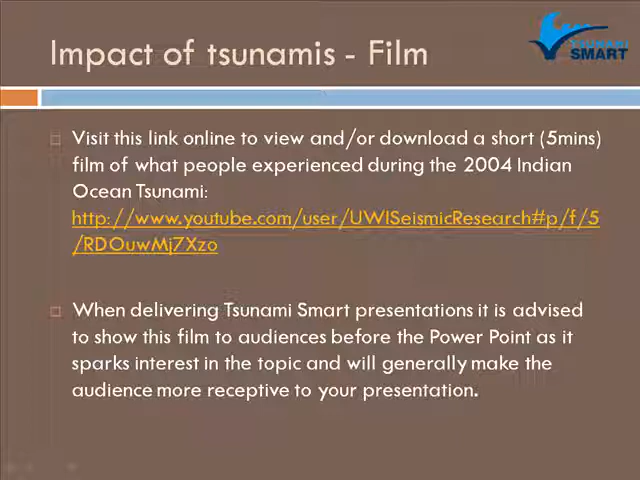 Impact of tsunamis - Film
Tsunami
SMART
Visit this link online to view and/or download a short (5mins)
film of what people experienced during the 2004 Indian
Ocean Tsunami:
http://www.youtube.com/user/UWISeismicResearch#p/f/5
/RDOuwMj7Xzo
When delivering Tsunami Smart presentations it is advised
to show this film to audiences before the Power Point as it
sparks interest in the topic and will generally make the
audience more receptive to your presentation.